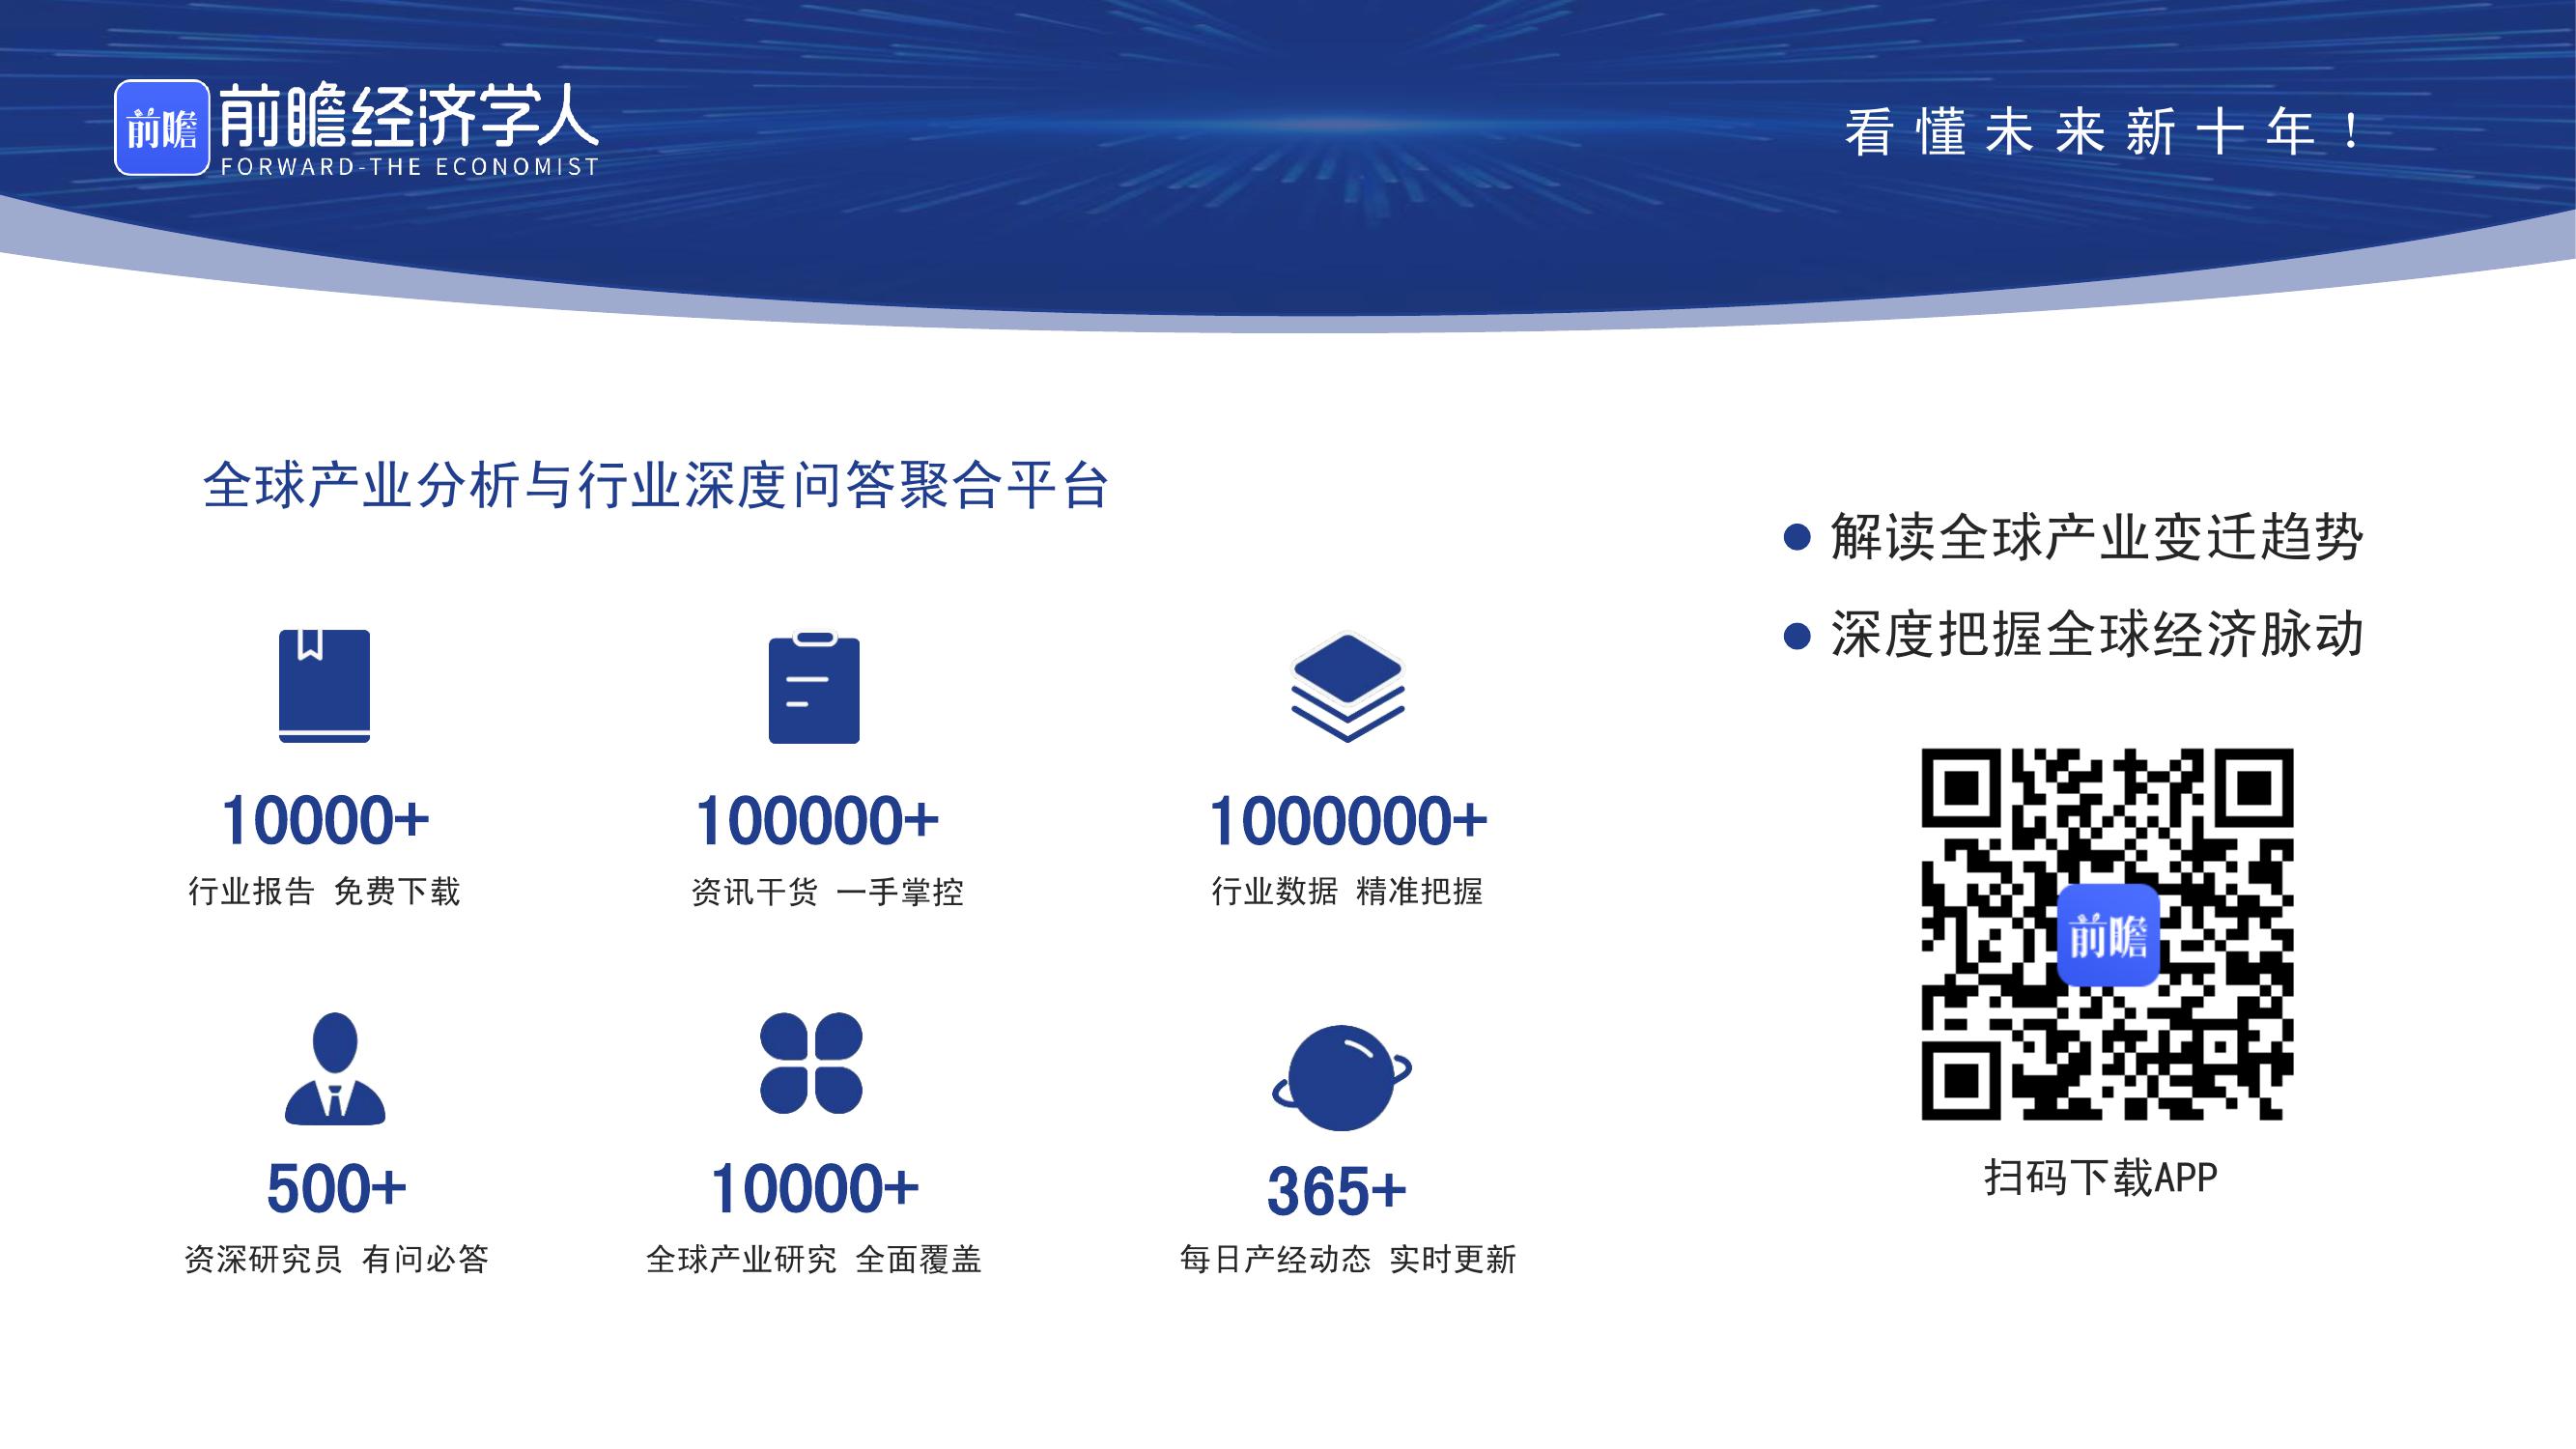 前瞻
前瞻经济学人
FORWARD-THE ECONOMIST
看懂未来新十年!
全球产业分析与行业深度问答聚合平台
10000+
行业报告 免费下载
100000+
资讯干货 一手掌控
1000000+
行业数据 精准把握
500+
资深研究员 有问必答
10000+
全球产业研究 全面覆盖
365+
每日产经动态 实时更新
解读全球产业变迁趋势
深度把握全球经济脉动
前瞻
扫码下载APP